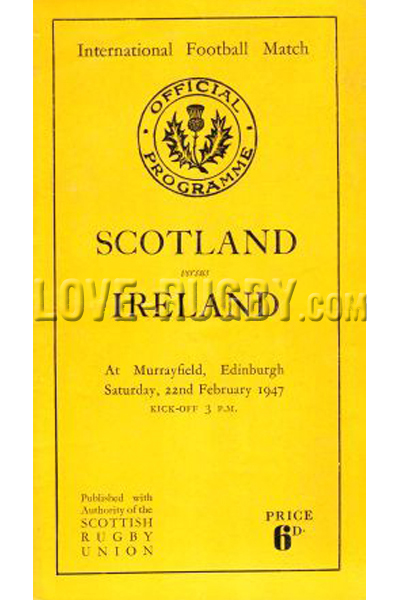 International Football Match
OFFICIAL
PROGRAMME
SCOTLAND
versus
IRELAND
LOVE-RUGBY.com
At Murrayfield, Edinburgh
Saturday, 22nd February 1947
KICK-OFF 3 P.M.
Published with
Authority of the
SCOTTISH
RUGBY
UNION
PRICE
6D.